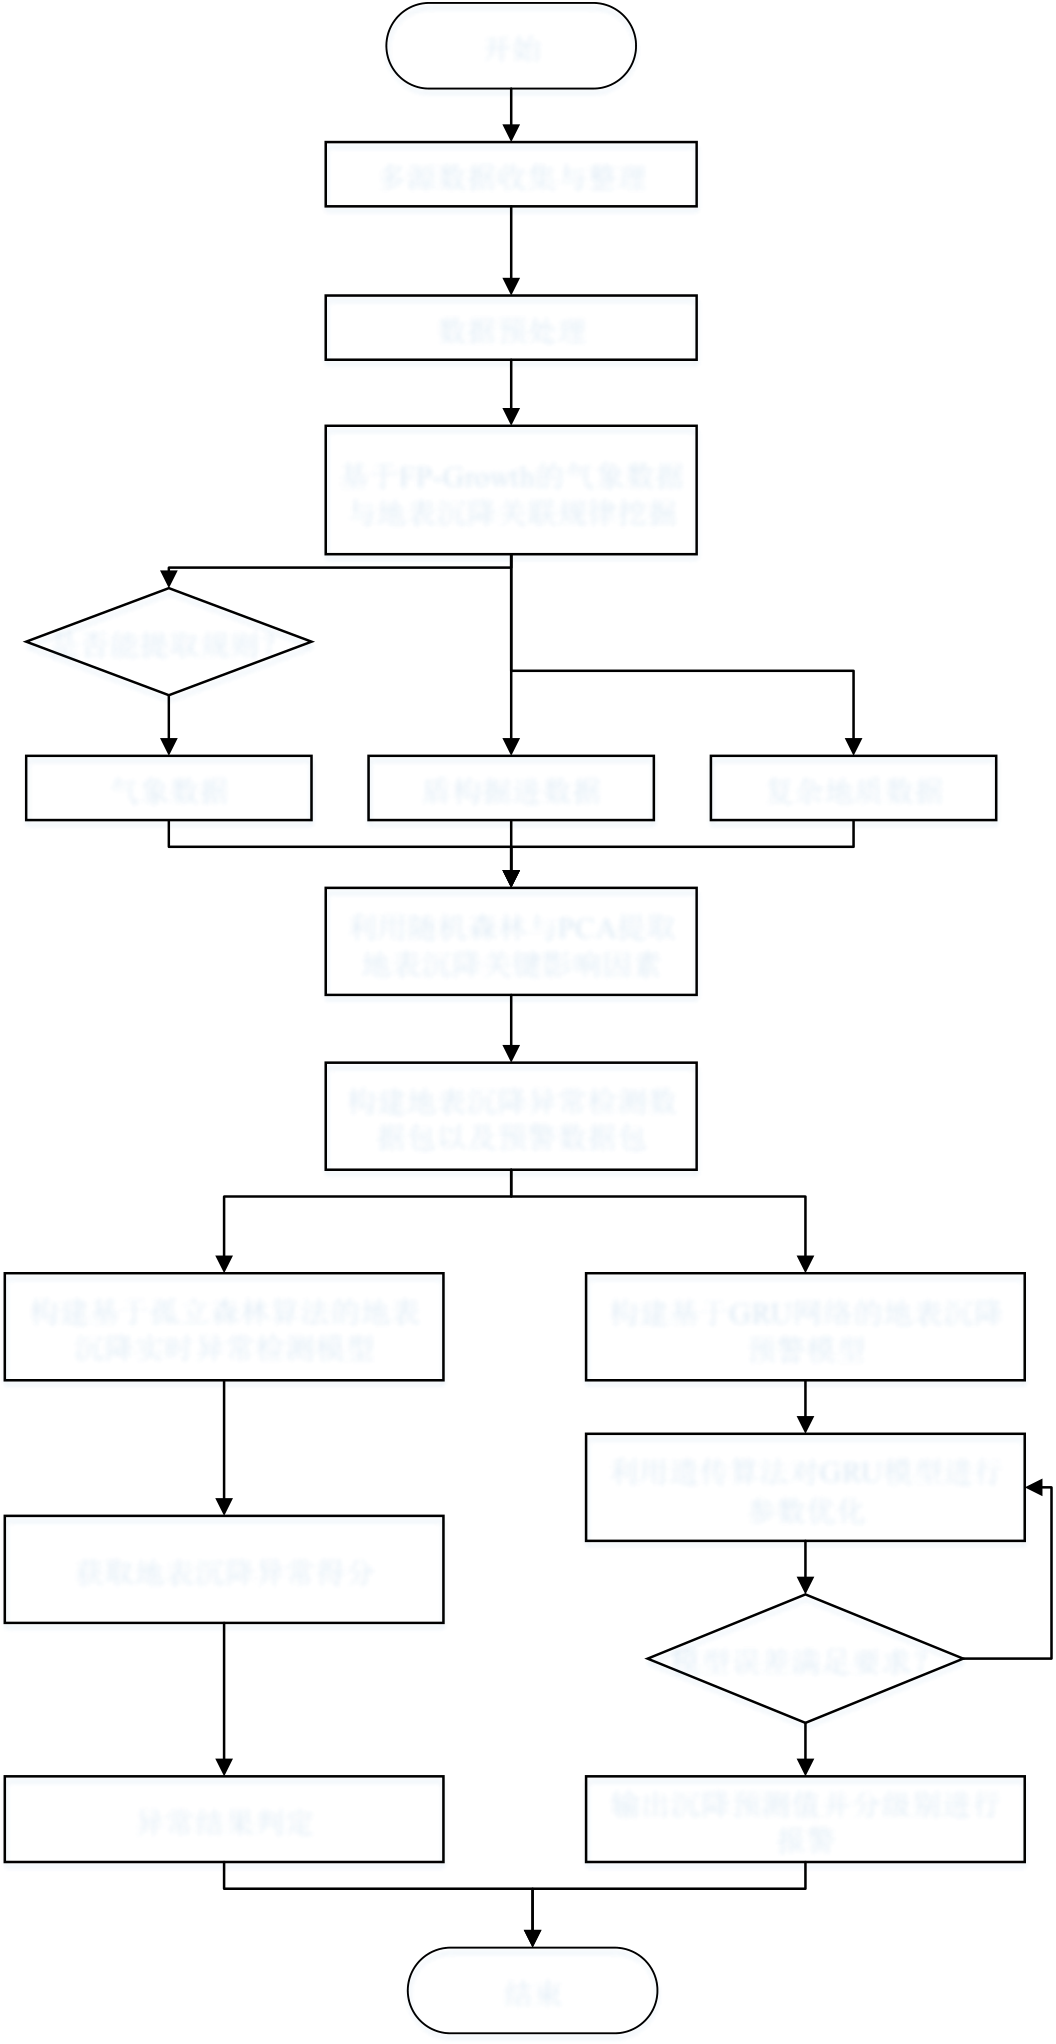 开始
多源数据收集与整理
数据预处理
基于FP-Growth的气象数据
与地表沉降关联规律挖掘
是否能提取规则？
气象数据
盾构掘进数据
复杂地质数据
利用随机森林与PCA提取
地表沉降关键影响因素
构建地表沉降异常检测数
据包以及预警数据包
构建基于孤立森林算法的地表
沉降实时异常检测模型
构建基于GRU网络的地表沉降
预警模型
利用遗传算法对GRU模型进行
参数优化
获取地表沉降异常得分
模型误差满足要求？
异常结果判定
输出沉降预测值并分级别进行
报警
结束